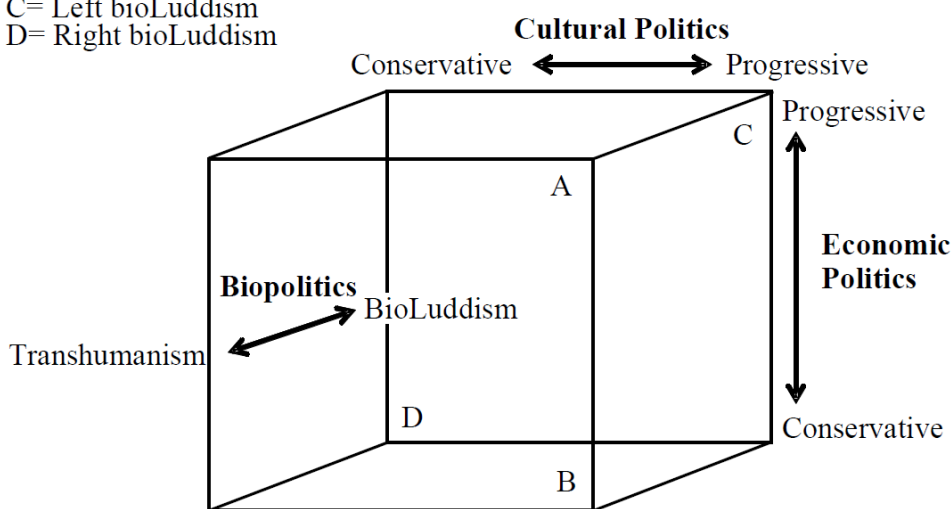 C= Left bioLuddism
D= Right bioLuddism
Cultural Politics
Conservative
Progressive
Progressive
C
A
Economic
Politics
Biopolitics
BioLuddism
Transhumanism
D
Conservative
B